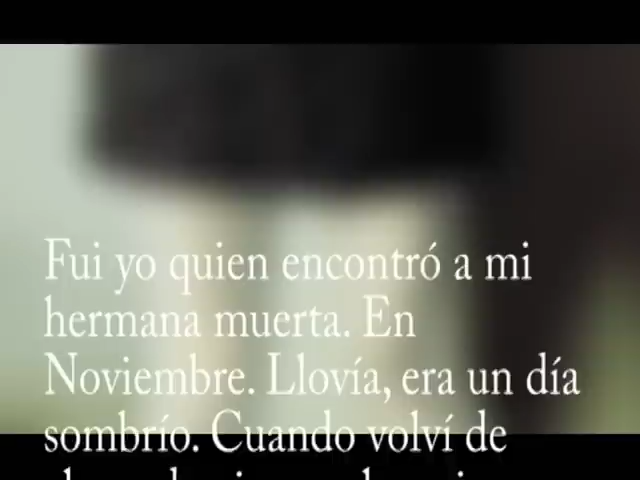 Fui yo quien encontró a mi
hermana muerta. En
Noviembre. Llovía, era un día
sombrío. Cuando volví de